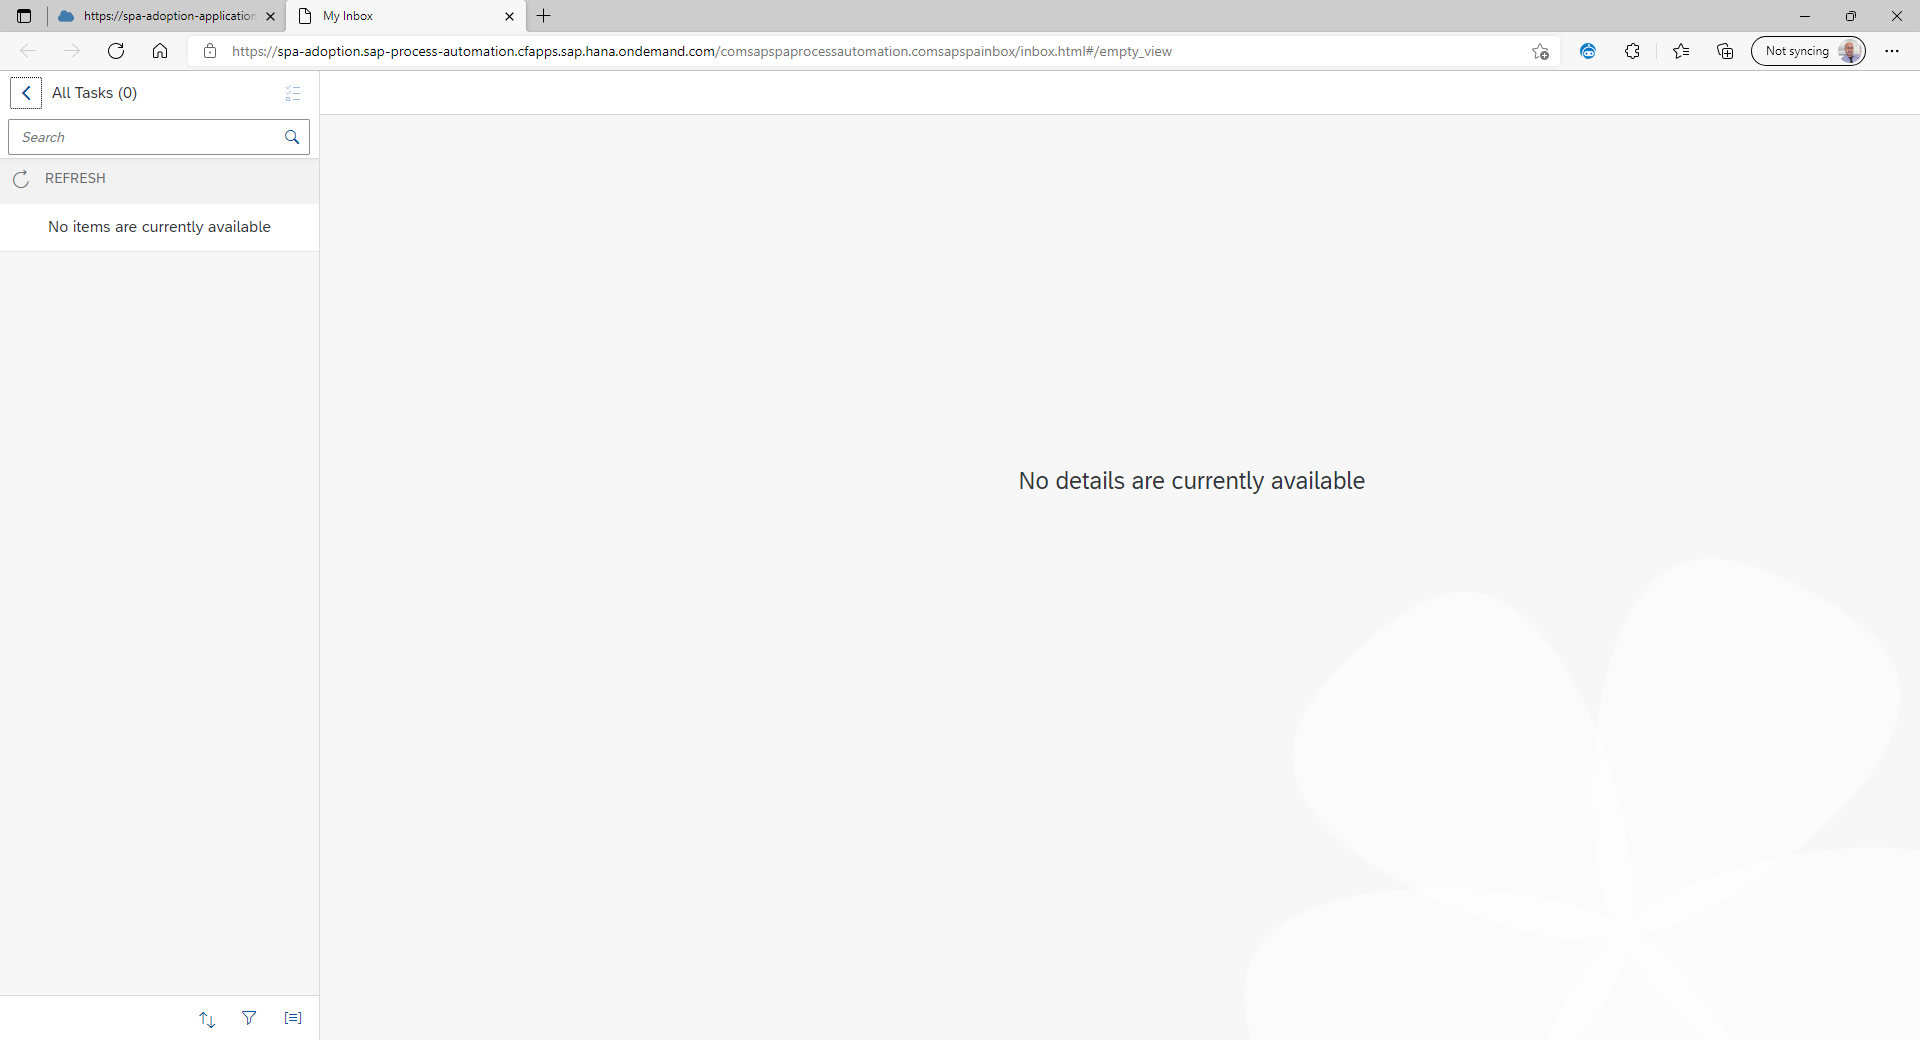 https://spa-adoption-application
My Inbox
https://spa-adoption.sap-process-automation.cfapps.sap.hana.ondemand.com/comsapspaprocessautomation.comsapspainbox/inbox.html#/empty_view
Not syncing
All Tasks (0)
Search
REFRESH
No items are currently available
No details are currently available